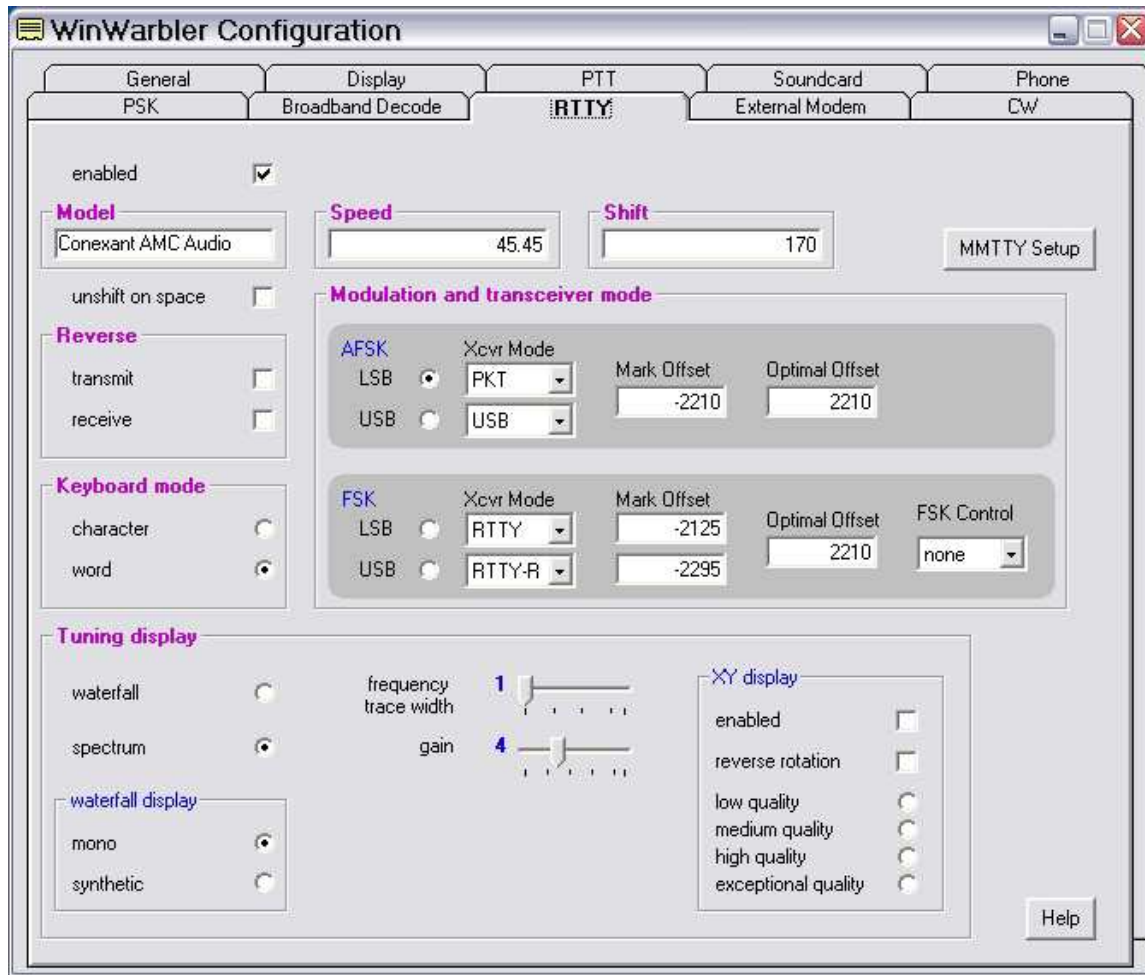 WinWarbler Configuration
General Display PTT Soundcard Phone
PSK Broadband Decode RTTY External Modem CW
enabled
Model Speed Shift
Conexant AMC Audio 45.45 170 MMTTY Setup
unshift on space Modulation and transceiver mode
Reverse
transmit
receive
AFSK Xcvr Mode Mark Offset Optimal Offset
LSB PKT -2210 2210
USB USB
Keyboard mode
character
word
FSK Xcvr Mode Mark Offset Optimal Offset FSK Control
LSB RTTY -2125 2210 none
USB RTTY-R -2295
Tuning display
waterfall
spectrum
frequency 1
trace width
gain 4
waterfall display
mono
synthetic
XY display
enabled
reverse rotation
low quality
medium quality
high quality
exceptional quality
Help